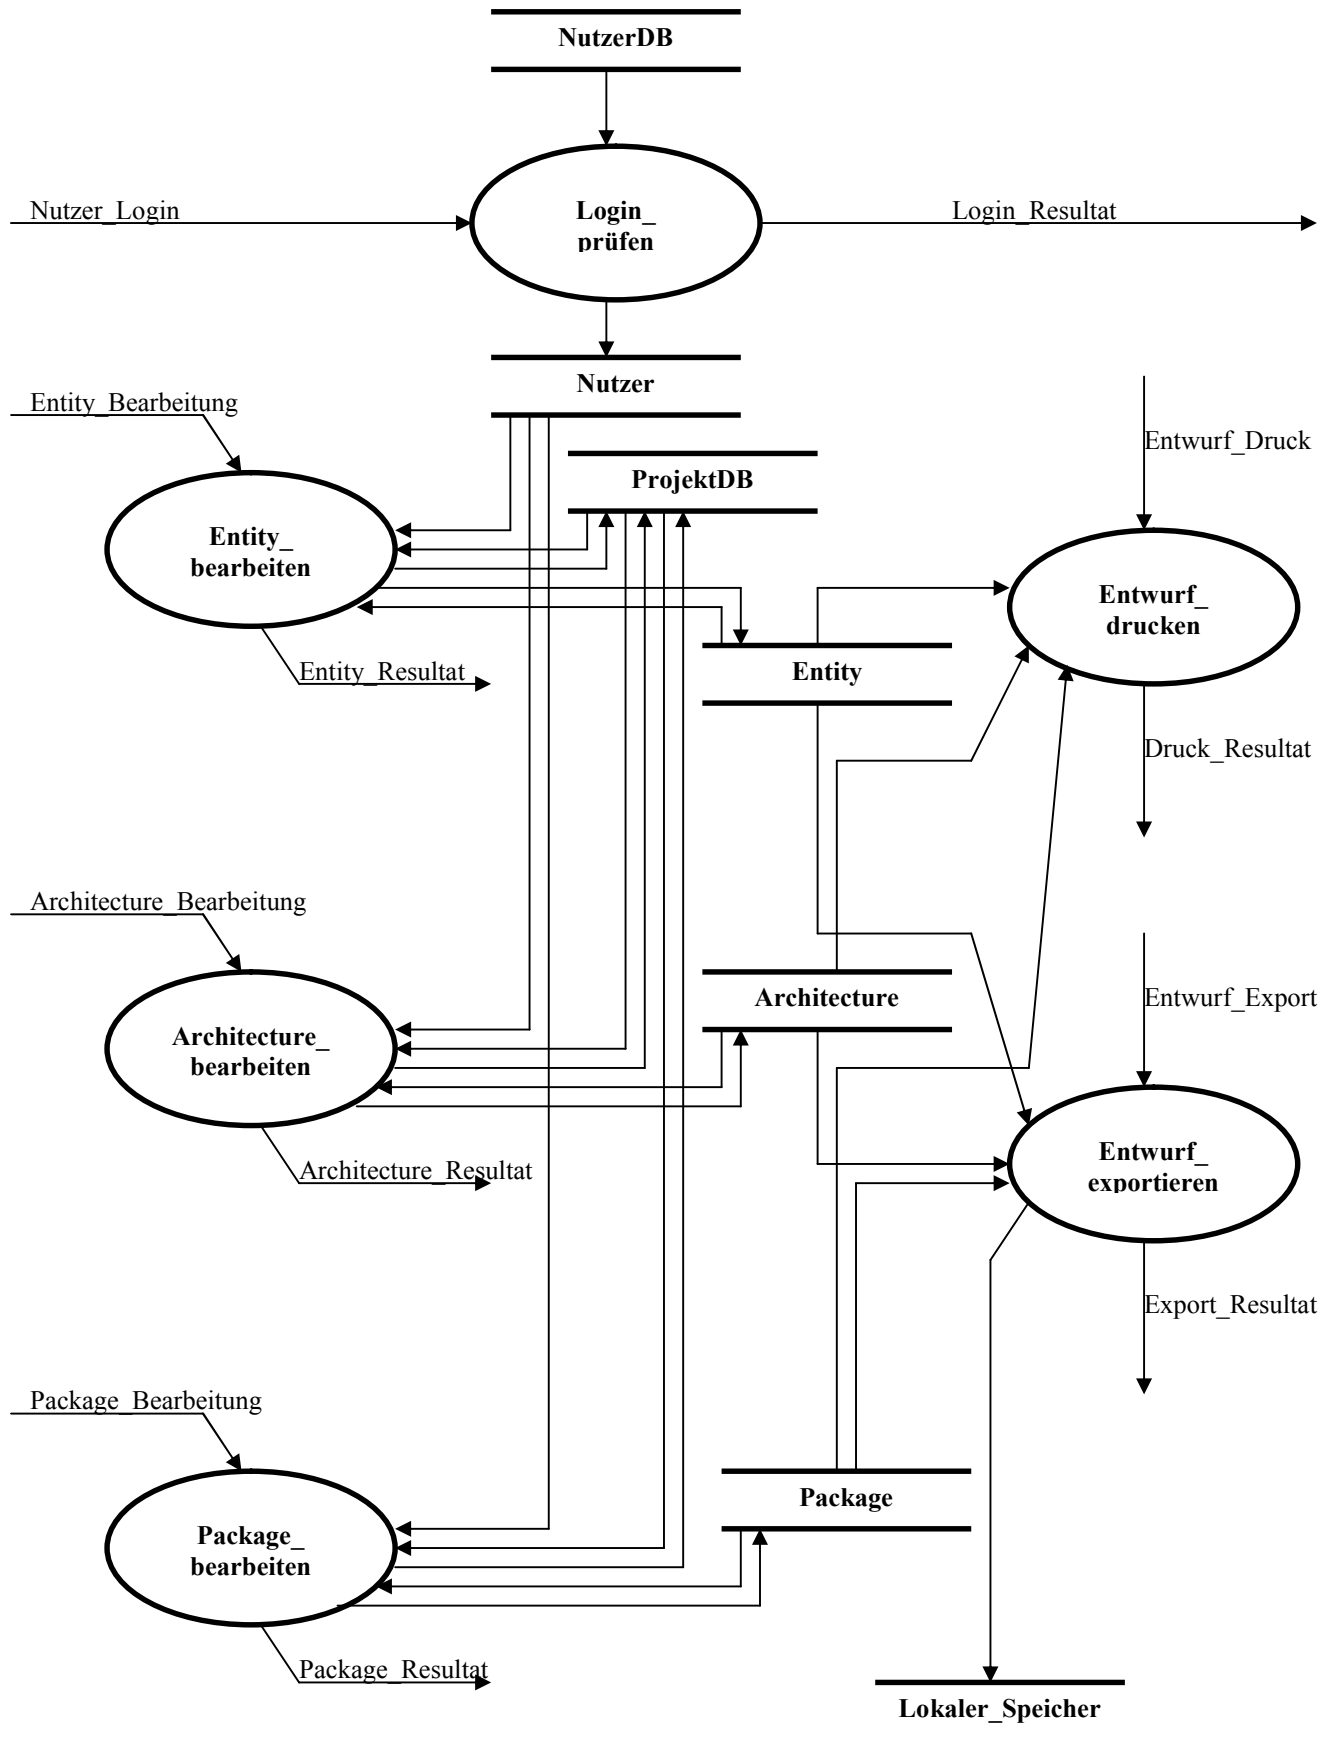 NutzerDB
Nutzer_Login
Login_
prüfen
Login_Resultat
Nutzer
Entity_Bearbeitung
Entwurf_Druck
ProjektDB
Entity_
bearbeiten
Entwurf_
drucken
Entity_Resultat
Entity
Druck_Resultat
Architecture_Bearbeitung
Architecture
Entwurf_Export
Architecture_
bearbeiten
Architecture_Resultat
Entwurf_
exportieren
Export_Resultat
Package_Bearbeitung
Package
Package_
bearbeiten
Package_Resultat
Lokaler_Speicher